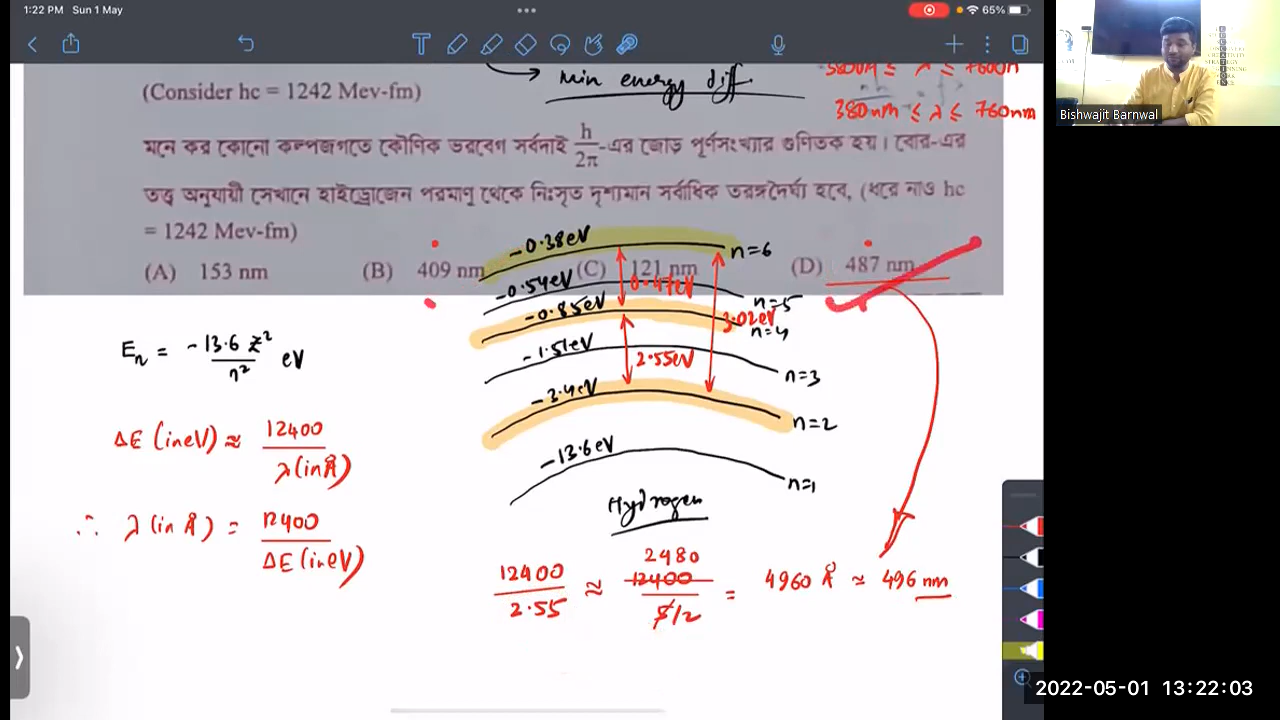 1:22 PM Sun 1 May
65%
Min energy diff.
380nm ≤ λ ≤ 760nm
Bishwajit Barnwal
(Consider hc = 1242 Mev-fm)
মনে কর কোনো কল্পজগতে কৌণিক ভরবেগ সর্বদাই h/2π-এর জোড় পূর্ণসংখ্যার গুণিতক হয়। বোর-এর
তত্ত্ব অনুযায়ী সেখানে হাইড্রোজেন পরমাণু থেকে নিঃসৃত দৃশ্যমান সর্বাধিক তরঙ্গদৈর্ঘ্য হবে, (ধরে নাও hc
= 1242 Mev-fm)
(A) 153 nm (B) 409 nm (C) 121 nm (D) 487 nm
-0.38eV n=6
-0.54eV 0.47eV n=5
-0.85eV 3.02eV n=4
-1.51eV 2.55eV n=3
-3.4eV n=2
-13.6eV n=1
Hydrogen
Eₙ = -13.6 z²/n² eV
ΔE (in eV) ≈ 12400/λ(in Å)
∴ λ (in Å) = 12400/ΔE (in eV)
12400/2.55 ≈ 2480 12400/5/2 = 4960 Å ≃ 496 nm
2022-05-01 13:22:03